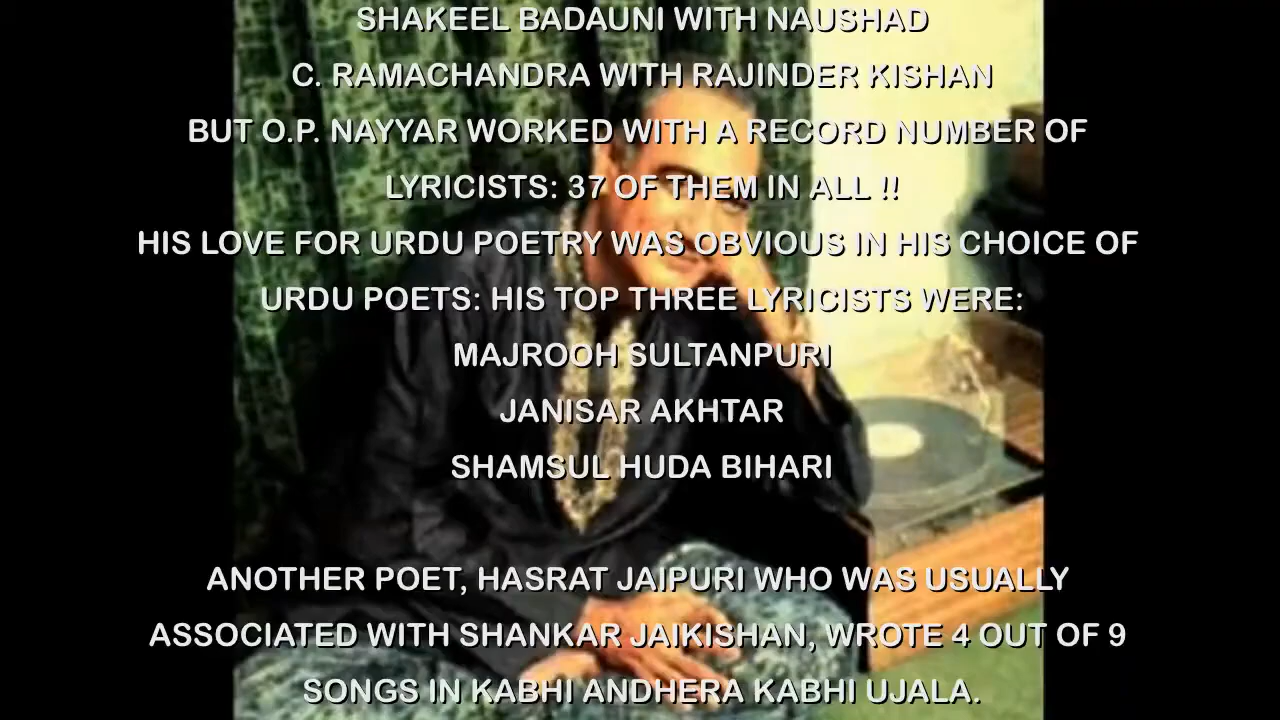 SHAKEEL BADAUNI WITH NAUSHAD
C. RAMACHANDRA WITH RAJINDER KISHAN
BUT O.P. NAYYAR WORKED WITH A RECORD NUMBER OF
LYRICISTS: 37 OF THEM IN ALL !!
HIS LOVE FOR URDU POETRY WAS OBVIOUS IN HIS CHOICE OF
URDU POETS: HIS TOP THREE LYRICISTS WERE:
MAJROOH SULTANPURI
JANISAR AKHTAR
SHAMSUL HUDA BIHARI
ANOTHER POET, HASRAT JAIPURI WHO WAS USUALLY
ASSOCIATED WITH SHANKAR JAIKISHAN, WROTE 4 OUT OF 9
SONGS IN KABHI ANDHERA KABHI UJALA.